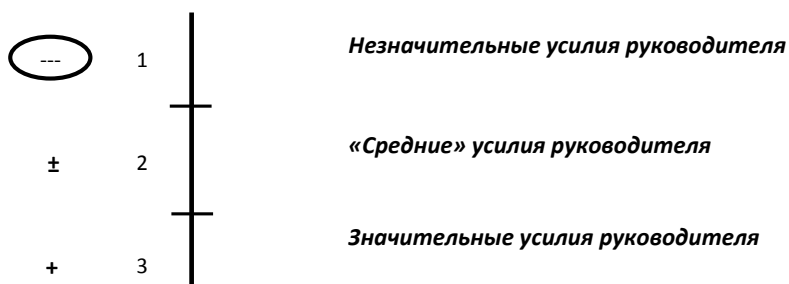 --- 1 Незначительные усилия руководителя
± 2 «Средние» усилия руководителя
+ 3 Значительные усилия руководителя